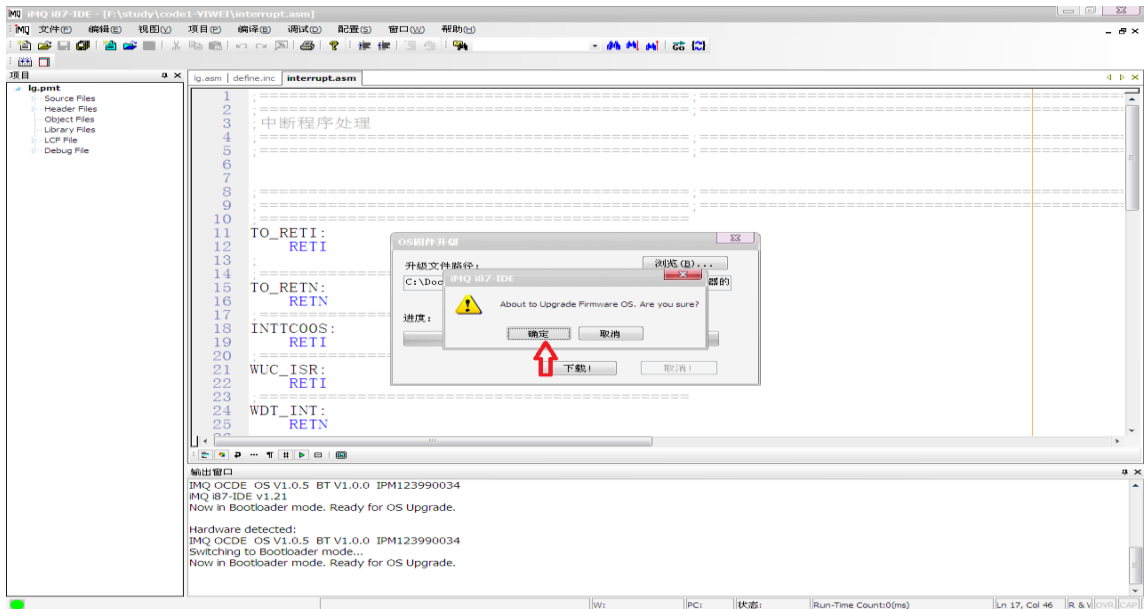 iMQ i87-IDE - [F:\study\code1-YIWEI\interrupt.asm]
iMQ 文件(F) 编辑(E) 视图(V) 项目(P) 编译(B) 调试(D) 配置(S) 窗口(W) 帮助(H)
项目
lg.pmt
Source Files
Header Files
Object Files
Library Files
LCF File
Debug File
lg.asm define.inc interrupt.asm
1 ;======================================== ;========================================
2 ;======================================== ;========================================
3 ;中断程序处理
4 ;======================================== ;========================================
5 ;======================================== ;========================================
6
7
8 ;======================================== ;========================================
9 ;======================================== ;========================================
10 ;========================================
11 TO_RETI:
12 RETI
13 ;
14 ;===========
15 TO_RETN:
16 RETN
17 ;===========
18 INTTCOOS:
19 RETI
20 ;===========
21 WUC_ISR:
22 RETI
23 ;========================================
24 WDT_INT:
25 RETN
OS固件升级
升级文件路径:
浏览(B)...
C:\Doc
器的
进度:
下载!
取消!
iMQ i87-IDE
About to Upgrade Firmware OS. Are you sure?
确定
取消
输出窗口
IMQ OCDE OS V1.0.5 BT V1.0.0 IPM123990034
iMQ i87-IDE v1.21
Now in Bootloader mode. Ready for OS Upgrade.
Hardware detected:
IMQ OCDE OS V1.0.5 BT V1.0.0 IPM123990034
Switching to Bootloader mode...
Now in Bootloader mode. Ready for OS Upgrade.
W: PC: 状态: Run-Time Count:0(ms) Ln 17, Col 46 R & V OVR CAP